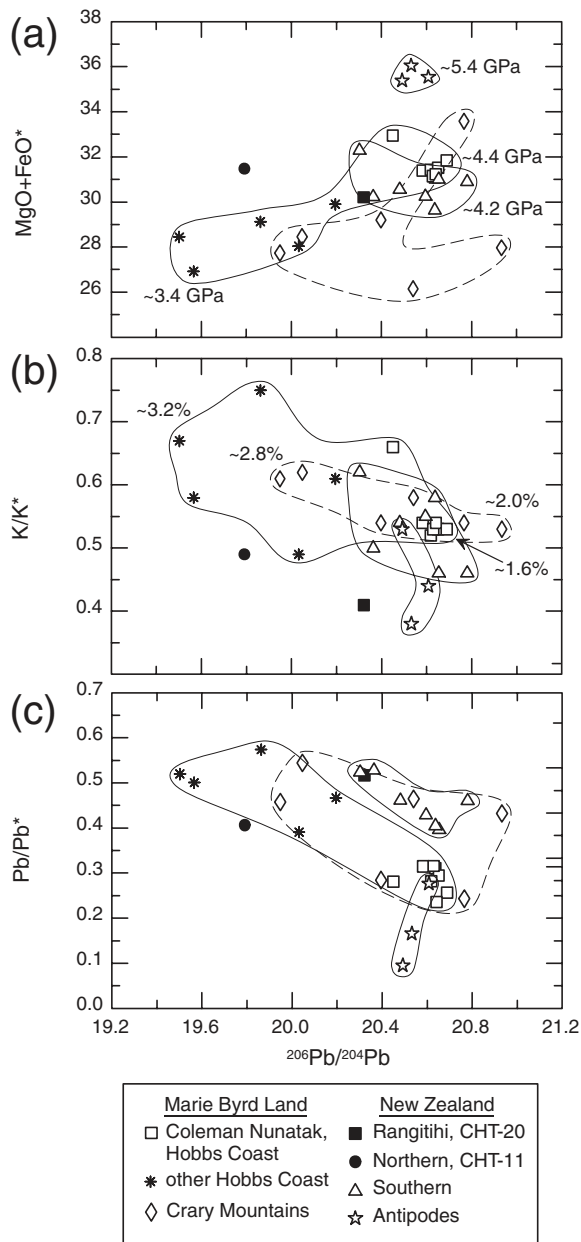 (a)
38
36
34
32
30
28
26
MgO+FeO*
~5.4 GPa
~4.4 GPa
~4.2 GPa
~3.4 GPa
(b)
0.8
0.7
0.6
0.5
0.4
K/K*
~3.2%
~2.8%
~2.0%
~1.6%
(c)
0.7
0.6
0.5
0.4
0.3
0.2
0.1
0.0
Pb/Pb*
19.2 19.6 20.0 20.4 20.8 21.2
²⁰⁶Pb/²⁰⁴Pb
Marie Byrd Land
Coleman Nunatak,
Hobbs Coast
other Hobbs Coast
Crary Mountains
New Zealand
Rangitihi, CHT-20
Northern, CHT-11
Southern
Antipodes